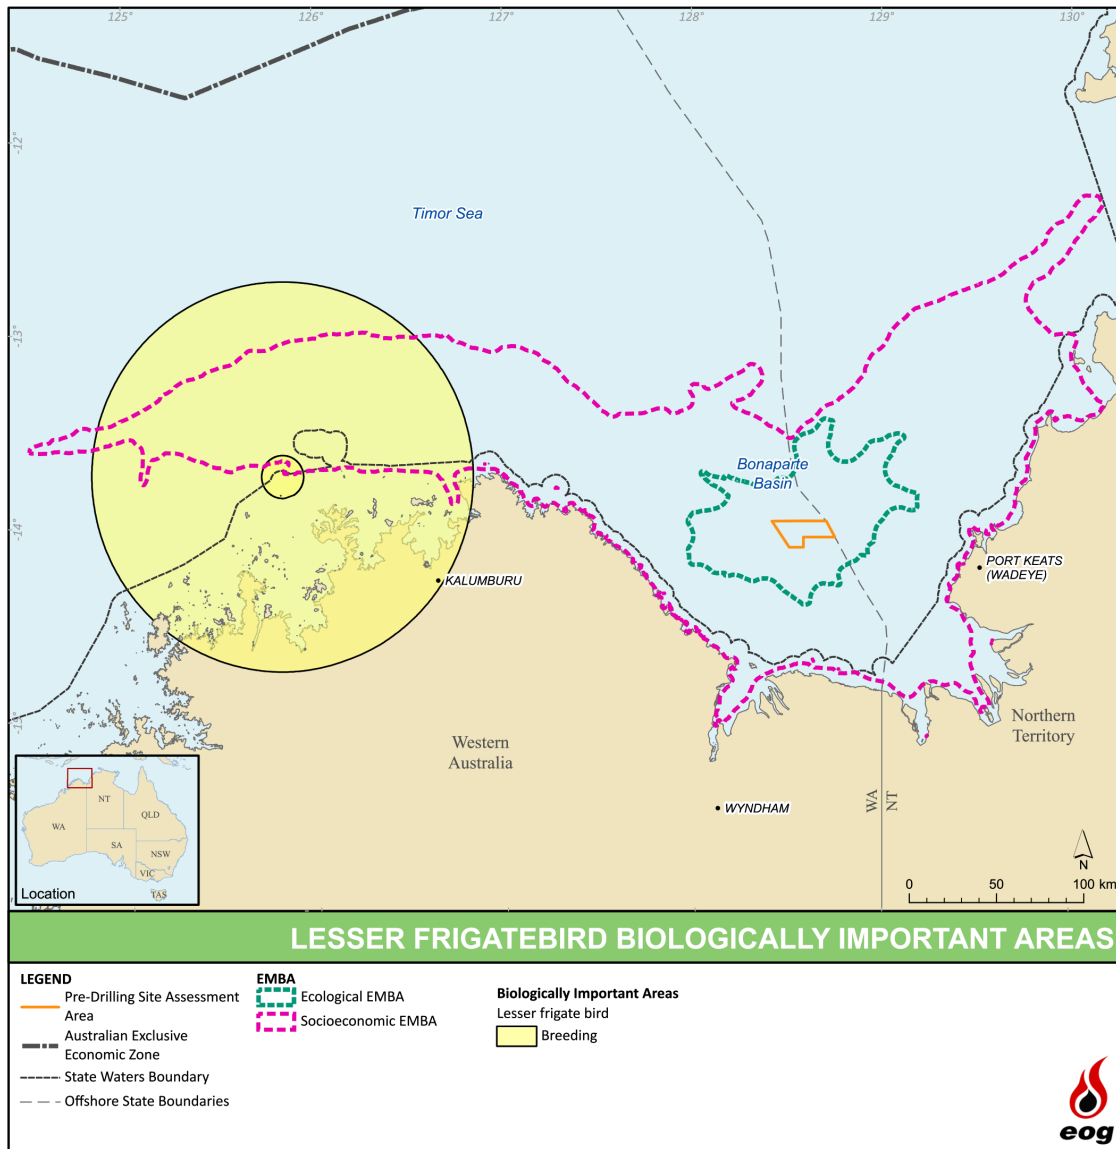 125°
126°
127°
128°
129°
130°
-12°
-13°
-14°
Timor Sea
Bonaparte
Basin
KALUMBURU
PORT KEATS
(WADEYE)
Western
Australia
Northern
Territory
WYNDHAM
WA
NT
WA
NT
QLD
SA
NSW
VIC
TAS
Location
N
0 50 100 km
LESSER FRIGATEBIRD BIOLOGICALLY IMPORTANT AREAS
LEGEND
Pre-Drilling Site Assessment
Area
Australian Exclusive
Economic Zone
State Waters Boundary
Offshore State Boundaries
EMBA
Ecological EMBA
Socioeconomic EMBA
Biologically Important Areas
Lesser frigate bird
Breeding
eog